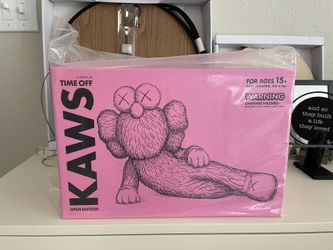 TIME OFF
KAWS
OPEN EDITION
FOR AGES 15+
WARNING
CHOKING HAZARD-
and so
they built
a life
they loved